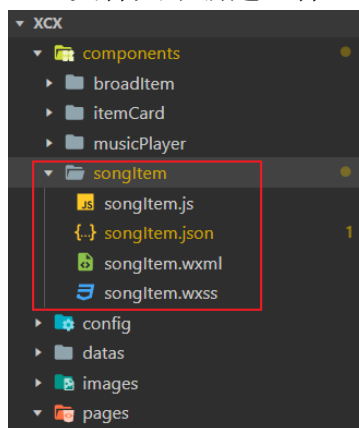 XCX
components
broadItem
itemCard
musicPlayer
songItem
JS songItem.js
{...} songItem.json 1
songItem.wxml
songItem.wxss
config
datas
images
pages